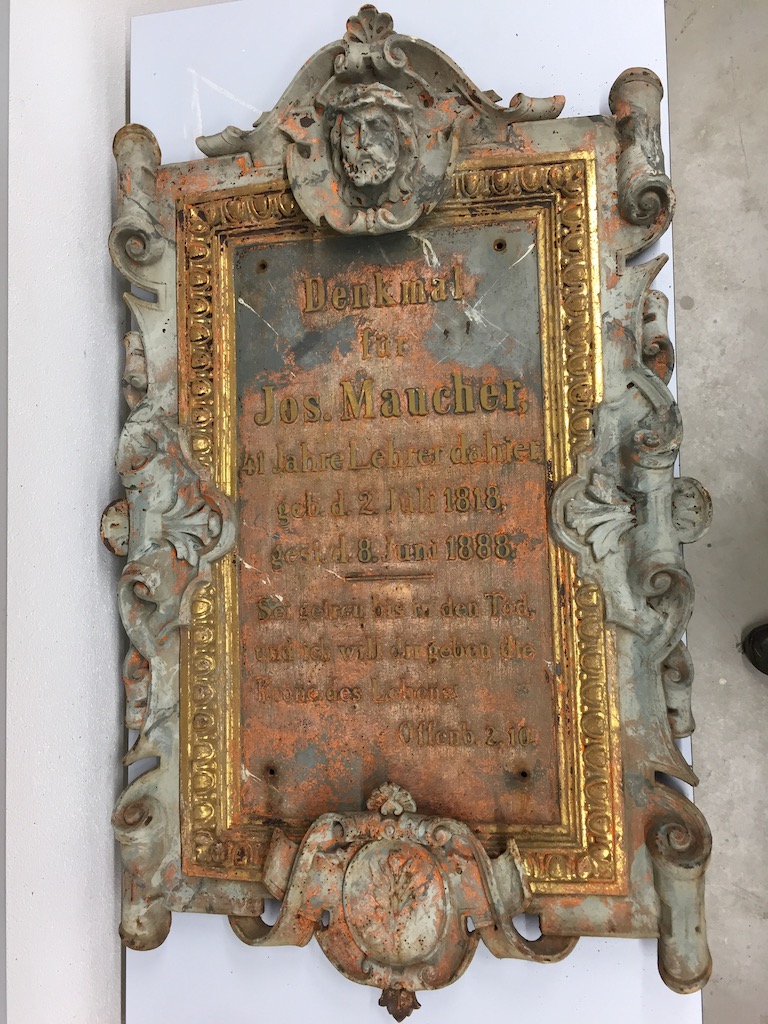 Denkmal
für
Jos. Maucher,
41 Jahre Lehrer dahier
geb. d. 2. Juli 1818,
gest. d. 8. Juni 1888.
Sei getreu bis in den Tod,
und ich will dir geben die
Krone des Lebens!
Offenb. 2. 10.